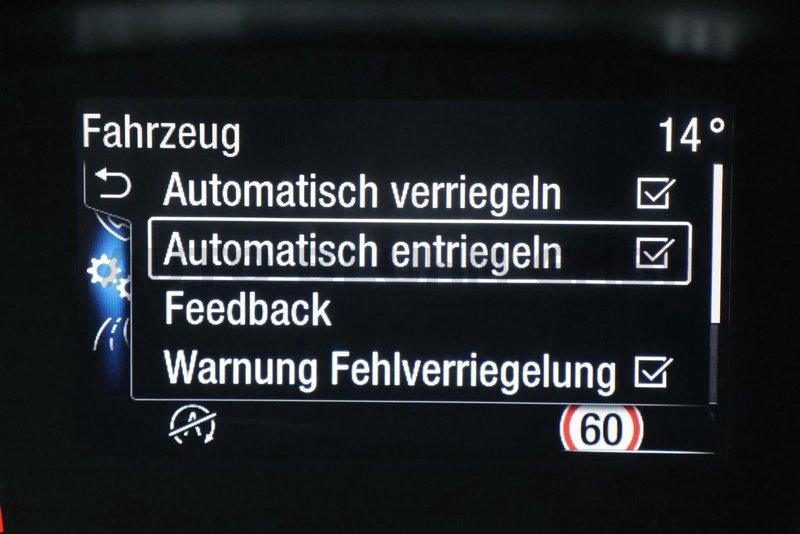 Fahrzeug 14°
Automatisch verriegeln
Automatisch entriegeln
Feedback
Warnung Fehlverriegelung
A 60